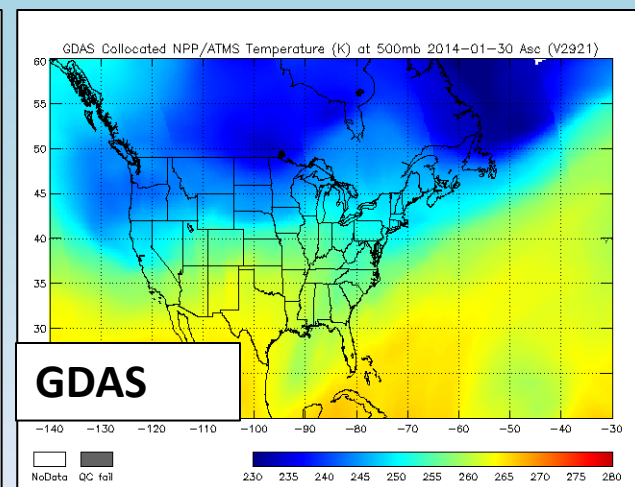 GDAS Collocated NPP/ATMS Temperature (K) at 500mb 2014-01-30 Asc (V2921)
60
55
50
45
40
35
30
GDAS
-140 -130 -120 -110 -100 -90 -80 -70 -60 -50 -40 -30
NoData QC fail
230 235 240 245 250 255 260 265 270 275 280